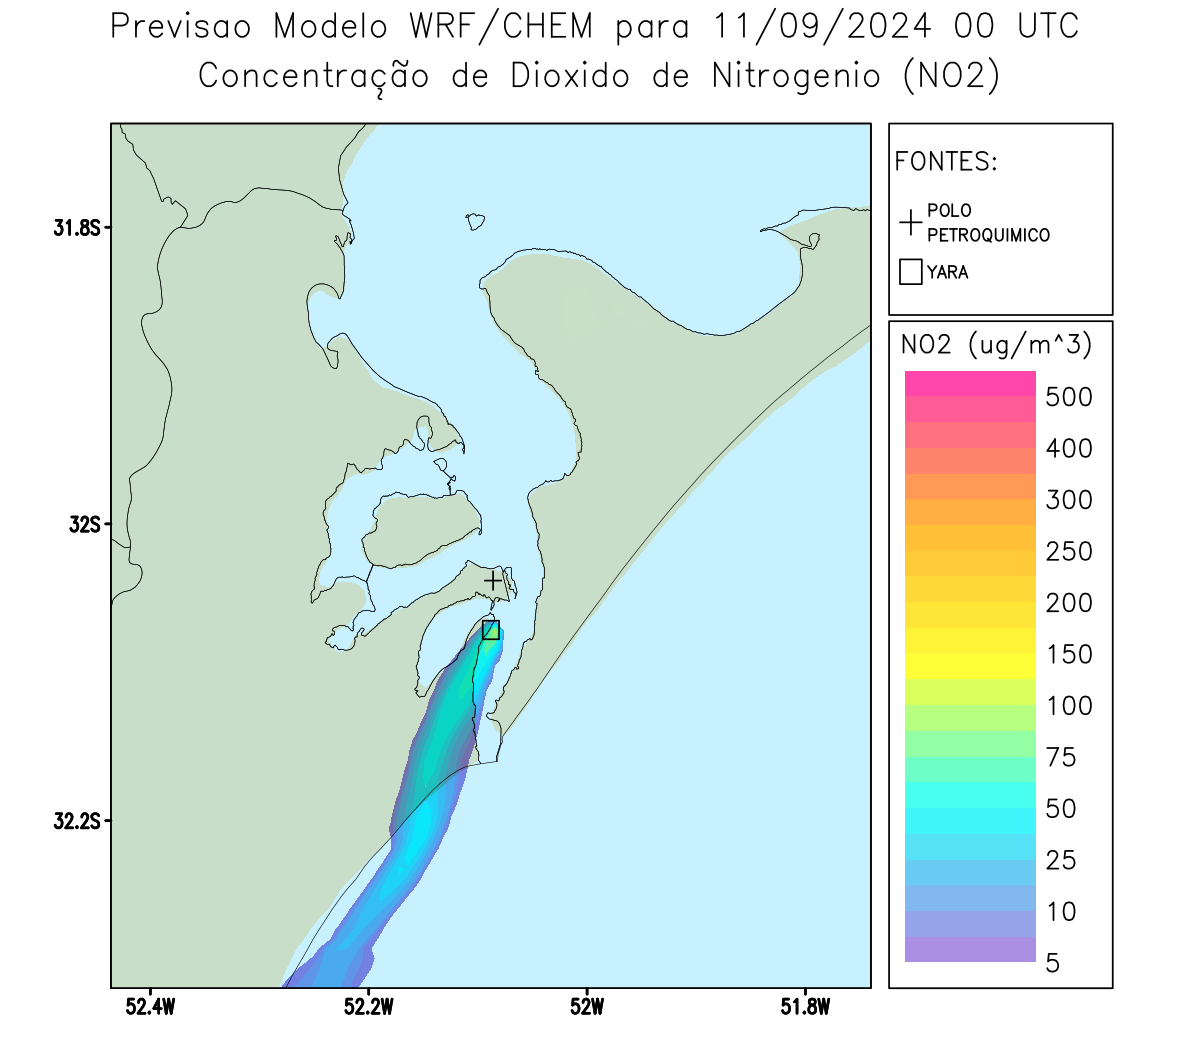 Previsao Modelo WRF/CHEM para 11/09/2024 00 UTC
Concentração de Dioxido de Nitrogenio (NO2)
FONTES:
POLO
PETROQUIMICO
YARA
NO2 (ug/m^3)
500
400
300
250
200
150
100
75
50
25
10
5
31.8S
32S
32.2S
52.4W
52.2W
52W
51.8W